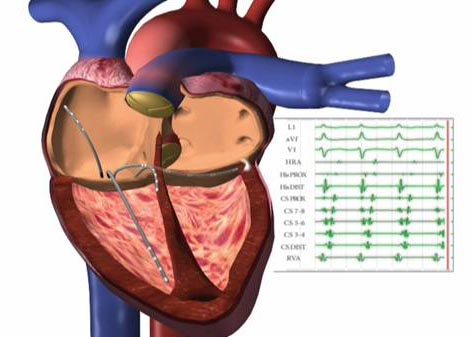 L1
aVf
V1
HRA
His PROX
His DIST
CS PROX
CS 7-8
CS 5-6
CS 3-4
CS DIST
RVA